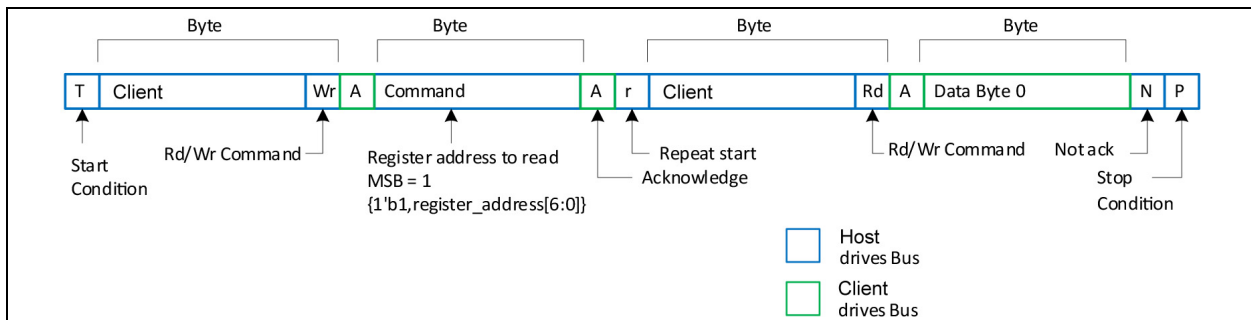 Byte Byte Byte Byte
T Client Wr A Command A r Client Rd A Data Byte 0 N P
Start
Condition
Rd/Wr Command
Register address to read
MSB = 1
{1'b1,register_address[6:0]}
Repeat start
Acknowledge
Rd/Wr Command
Not ack
Stop
Condition
Host
drives Bus
Client
drives Bus